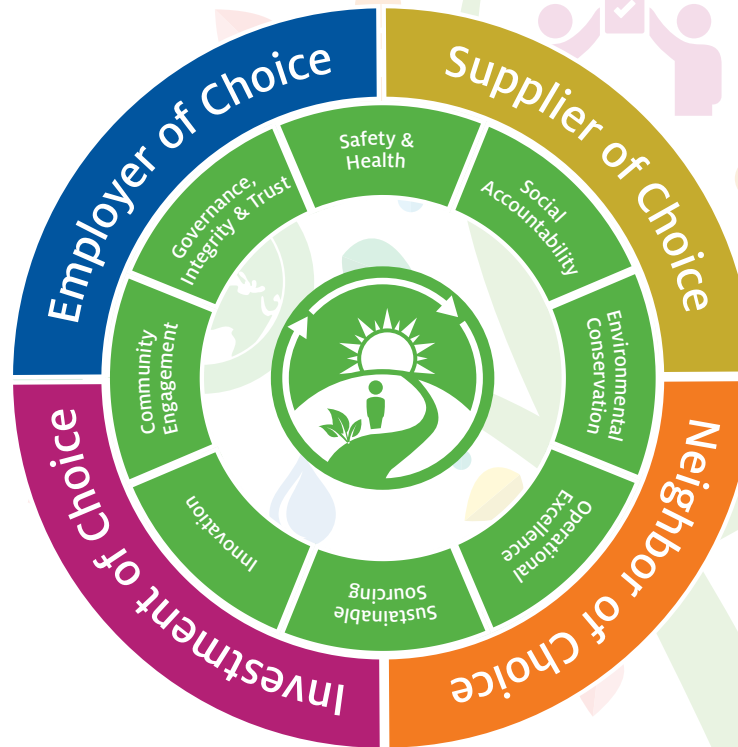 Employer of Choice
Supplier of Choice
Neighbor of Choice
Investment of Choice
Safety &
Health
Social
Accountability
Environmental
Conservation
Operational
Excellence
Sustainable
Sourcing
Innovation
Community
Engagement
Governance,
Integrity & Trust